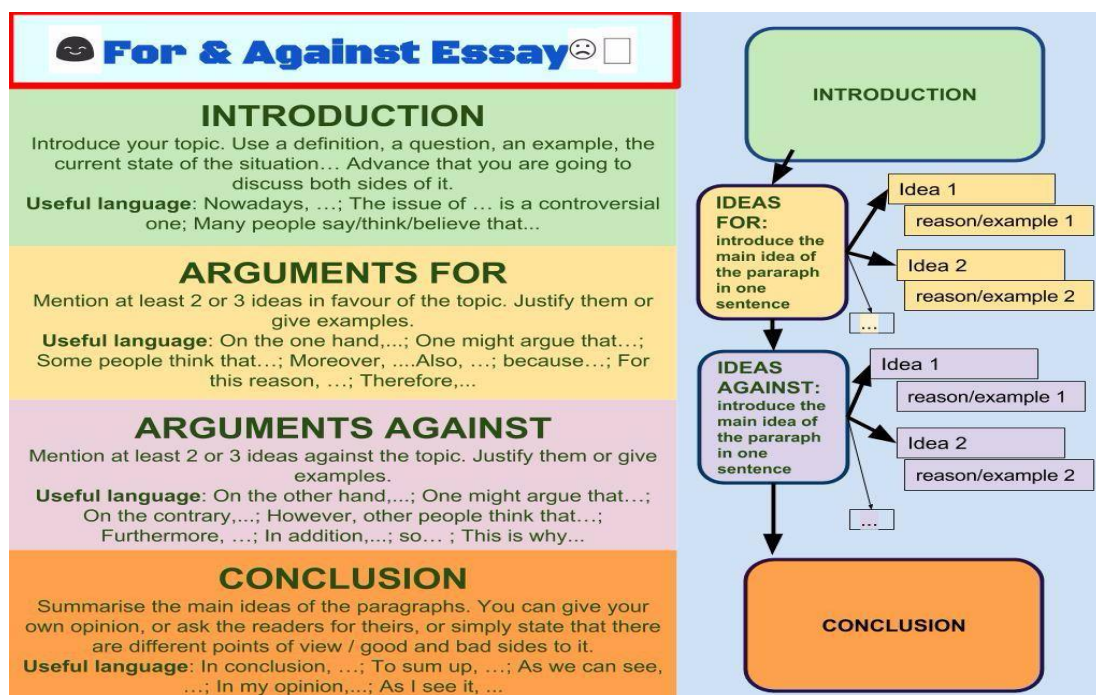 For & Against Essay
INTRODUCTION
Introduce your topic. Use a definition, a question, an example, the
current state of the situation... Advance that you are going to
discuss both sides of it.
Useful language: Nowadays, ...; The issue of ... is a controversial
one; Many people say/think/believe that...
ARGUMENTS FOR
Mention at least 2 or 3 ideas in favour of the topic. Justify them or
give examples.
Useful language: On the one hand,...; One might argue that...;
Some people think that...; Moreover, ....Also, ...; because...; For
this reason, ...; Therefore,...
ARGUMENTS AGAINST
Mention at least 2 or 3 ideas against the topic. Justify them or give
examples.
Useful language: On the other hand,...; One might argue that...;
On the contrary,...; However, other people think that...;
Furthermore, ...; In addition,...; so... ; This is why...
CONCLUSION
Summarise the main ideas of the paragraphs. You can give your
own opinion, or ask the readers for theirs, or simply state that there
are different points of view / good and bad sides to it.
Useful language: In conclusion, ...; To sum up, ...; As we can see,
...; In my opinion,...; As I see it, ...
INTRODUCTION
IDEAS
FOR:
introduce the
main idea of
the pararaph
in one
sentence
Idea 1
reason/example 1
Idea 2
reason/example 2
...
IDEAS
AGAINST:
introduce the
main idea of
the pararaph
in one
sentence
Idea 1
reason/example 1
Idea 2
reason/example 2
...
CONCLUSION